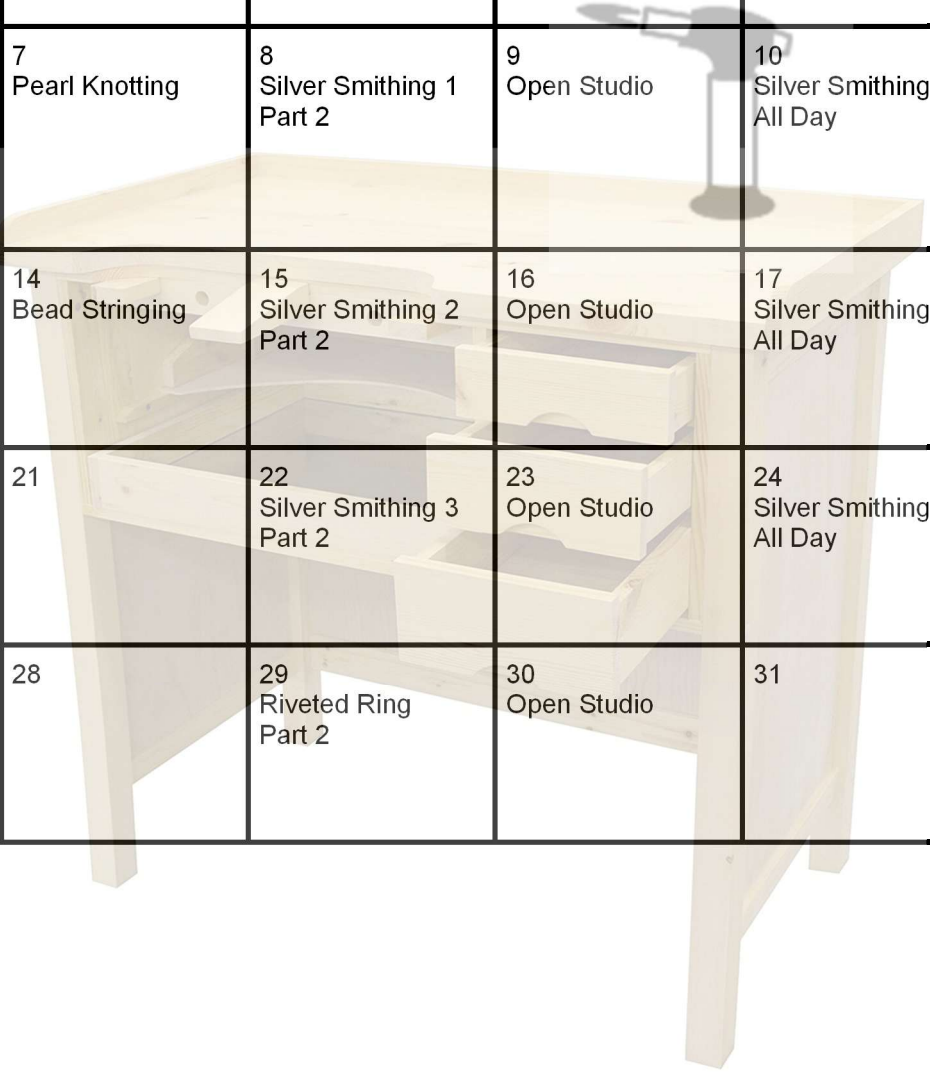 7
Pearl Knotting
8
Silver Smithing 1
Part 2
9
Open Studio
10
Silver Smithing
All Day
14
Bead Stringing
15
Silver Smithing 2
Part 2
16
Open Studio
17
Silver Smithing
All Day
21
22
Silver Smithing 3
Part 2
23
Open Studio
24
Silver Smithing
All Day
28
29
Riveted Ring
Part 2
30
Open Studio
31